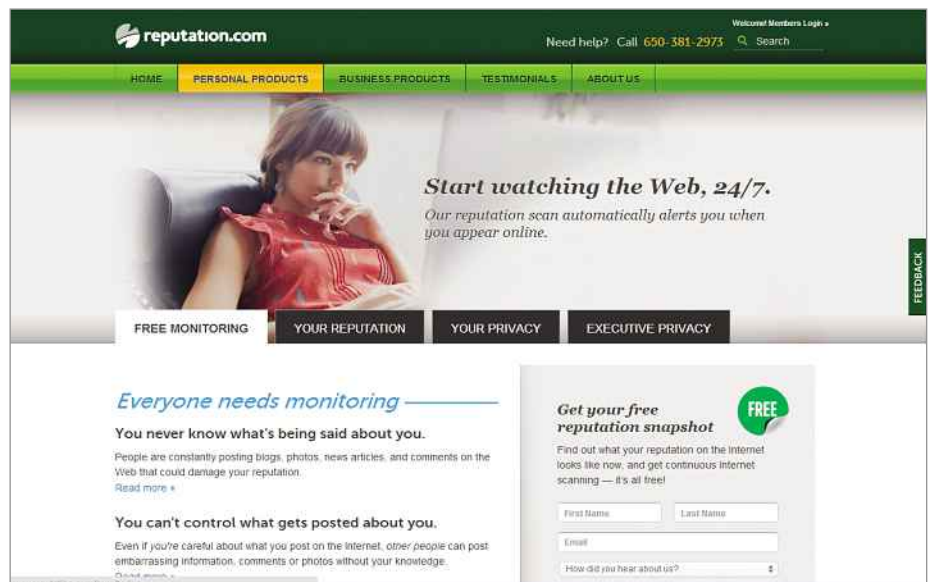 Welcome! Members Login »
reputation.com
Need help? Call 650-381-2973
Search
HOME
PERSONAL PRODUCTS
BUSINESS PRODUCTS
TESTIMONIALS
ABOUT US
Start watching the Web, 24/7.
Our reputation scan automatically alerts you when
you appear online.
FEEDBACK
FREE MONITORING
YOUR REPUTATION
YOUR PRIVACY
EXECUTIVE PRIVACY
Everyone needs monitoring
You never know what's being said about you.
People are constantly posting blogs, photos, news articles, and comments on the
Web that could damage your reputation.
Read more »
You can't control what gets posted about you.
Even if you're careful about what you post on the Internet, other people can post
embarrassing information, comments or photos without your knowledge.
Read more »
Get your free
reputation snapshot
FREE
Find out what your reputation on the Internet
looks like now, and get continuous Internet
scanning — it's all free!
First Name
Last Name
Email
How did you hear about us?